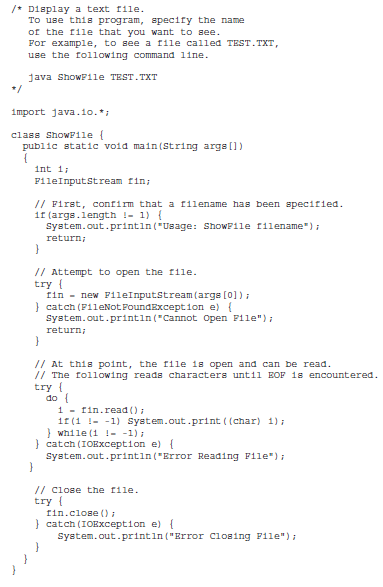 /* Display a text file.
To use this program, specify the name
of the file that you want to see.
For example, to see a file called TEST.TXT,
use the following command line.
java ShowFile TEST.TXT
*/
import java.io.*;
class ShowFile {
public static void main(String args[])
{
int i;
FileInputStream fin;
// First, confirm that a filename has been specified.
if(args.length != 1) {
System.out.println("Usage: ShowFile filename");
return;
}
// Attempt to open the file.
try {
fin = new FileInputStream(args[0]);
} catch(FileNotFoundException e) {
System.out.println("Cannot Open File");
return;
}
// At this point, the file is open and can be read.
// The following reads characters until EOF is encountered.
try {
do {
i = fin.read();
if(i != -1) System.out.print((char) i);
} while(i != -1);
} catch(IOException e) {
System.out.println("Error Reading File");
}
// Close the file.
try {
fin.close();
} catch(IOException e) {
System.out.println("Error Closing File");
}
}
}